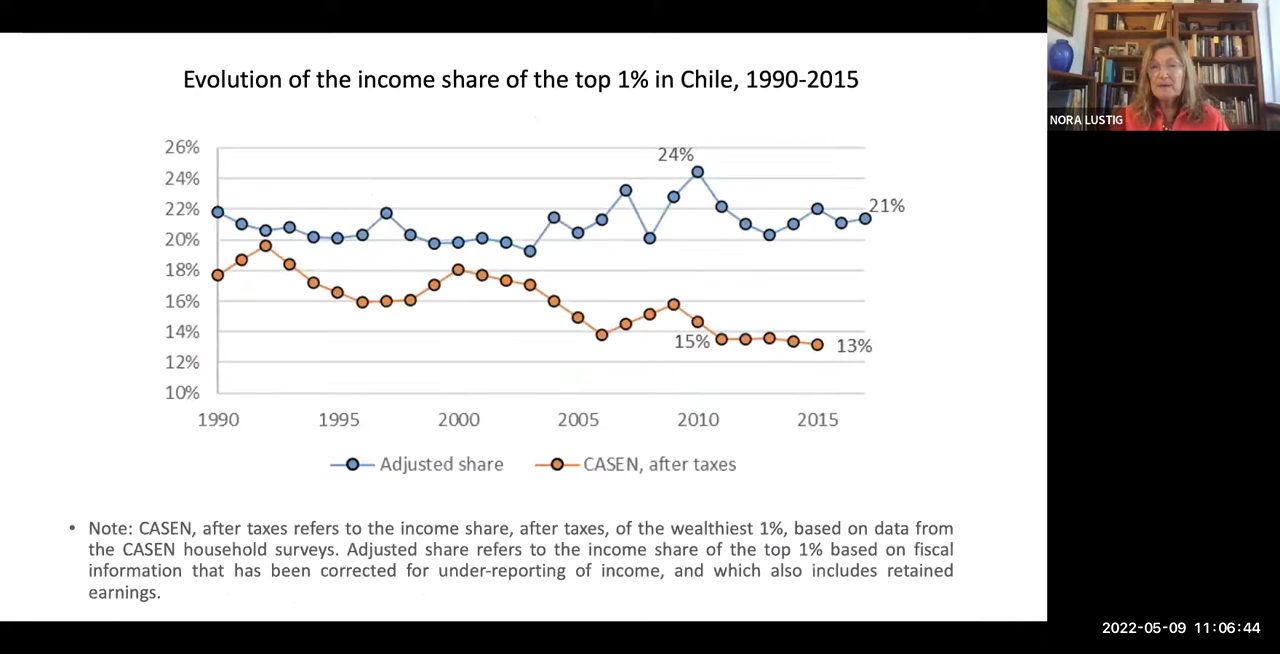 Evolution of the income share of the top 1% in Chile, 1990-2015
NORA LUSTIG
26%
24%
22%
20%
18%
16%
14%
12%
10%
24%
21%
15%
13%
1990 1995 2000 2005 2010 2015
Adjusted share CASEN, after taxes
• Note: CASEN, after taxes refers to the income share, after taxes, of the wealthiest 1%, based on data from
the CASEN household surveys. Adjusted share refers to the income share of the top 1% based on fiscal
information that has been corrected for under-reporting of income, and which also includes retained
earnings.
2022-05-09 11:06:44